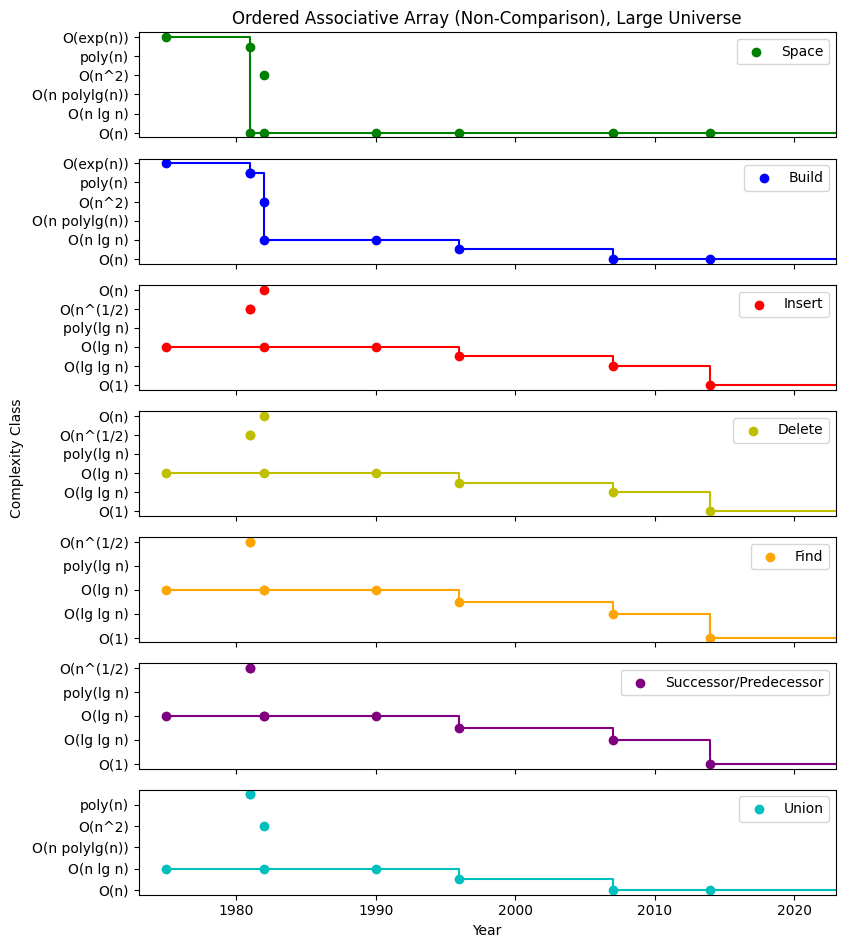 Ordered Associative Array (Non-Comparison), Large Universe
O(exp(n))
poly(n)
O(n^2)
O(n polylg(n))
O(n lg n)
O(n)
Space
O(exp(n))
poly(n)
O(n^2)
O(n polylg(n))
O(n lg n)
O(n)
Build
O(n)
O(n^(1/2)
poly(lg n)
O(lg n)
O(lg lg n)
O(1)
Insert
O(n)
O(n^(1/2)
poly(lg n)
O(lg n)
O(lg lg n)
O(1)
Delete
O(n^(1/2)
poly(lg n)
O(lg n)
O(lg lg n)
O(1)
Find
O(n^(1/2)
poly(lg n)
O(lg n)
O(lg lg n)
O(1)
Successor/Predecessor
poly(n)
O(n^2)
O(n polylg(n))
O(n lg n)
O(n)
Union
Complexity Class
1980 1990 2000 2010 2020
Year